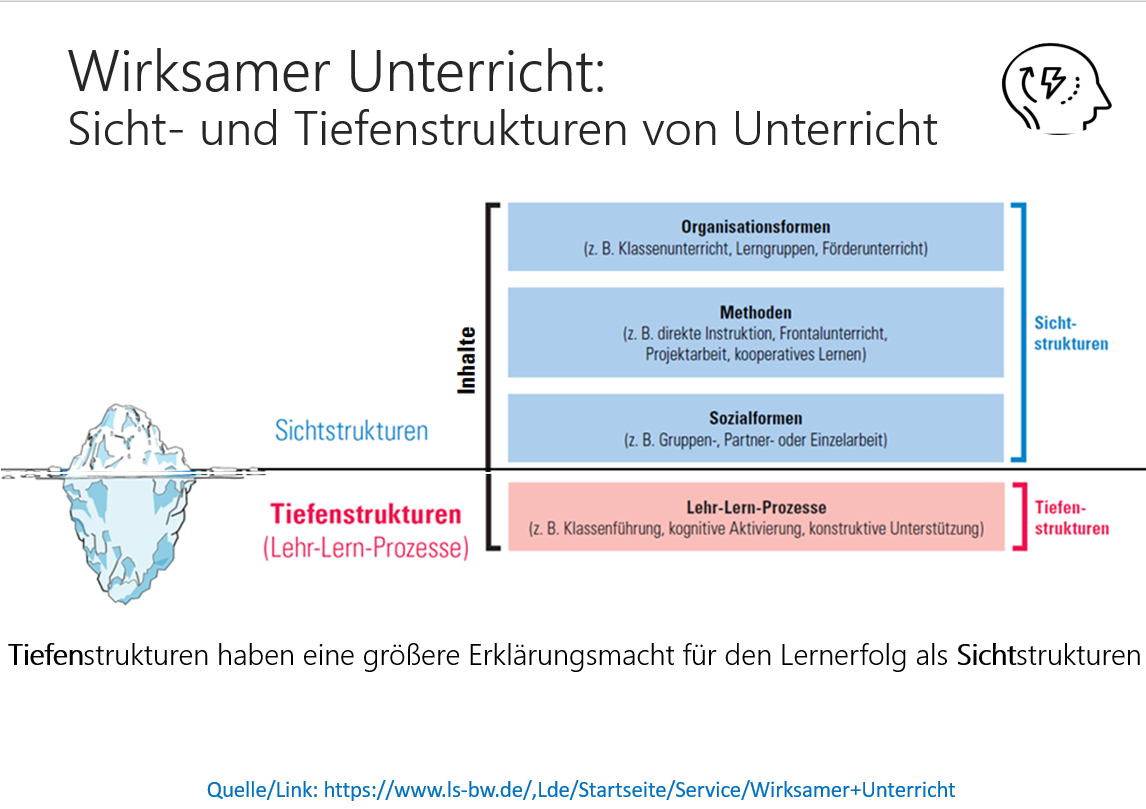 Wirksamer Unterricht:
Sicht- und Tiefenstrukturen von Unterricht
Organisationsformen
(z. B. Klassenunterricht, Lerngruppen, Förderunterricht)
Methoden
(z. B. direkte Instruktion, Frontalunterricht,
Projektarbeit, kooperatives Lernen)
Sozialformen
(z. B. Gruppen-, Partner- oder Einzelarbeit)
Inhalte
Sicht-
strukturen
Sichtstrukturen
Tiefenstrukturen
(Lehr-Lern-Prozesse)
Lehr-Lern-Prozesse
(z. B. Klassenführung, kognitive Aktivierung, konstruktive Unterstützung)
Tiefen-
strukturen
Tiefenstrukturen haben eine größere Erklärungsmacht für den Lernerfolg als Sichtstrukturen
Quelle/Link: https://www.ls-bw.de/,Lde/Startseite/Service/Wirksamer+Unterricht